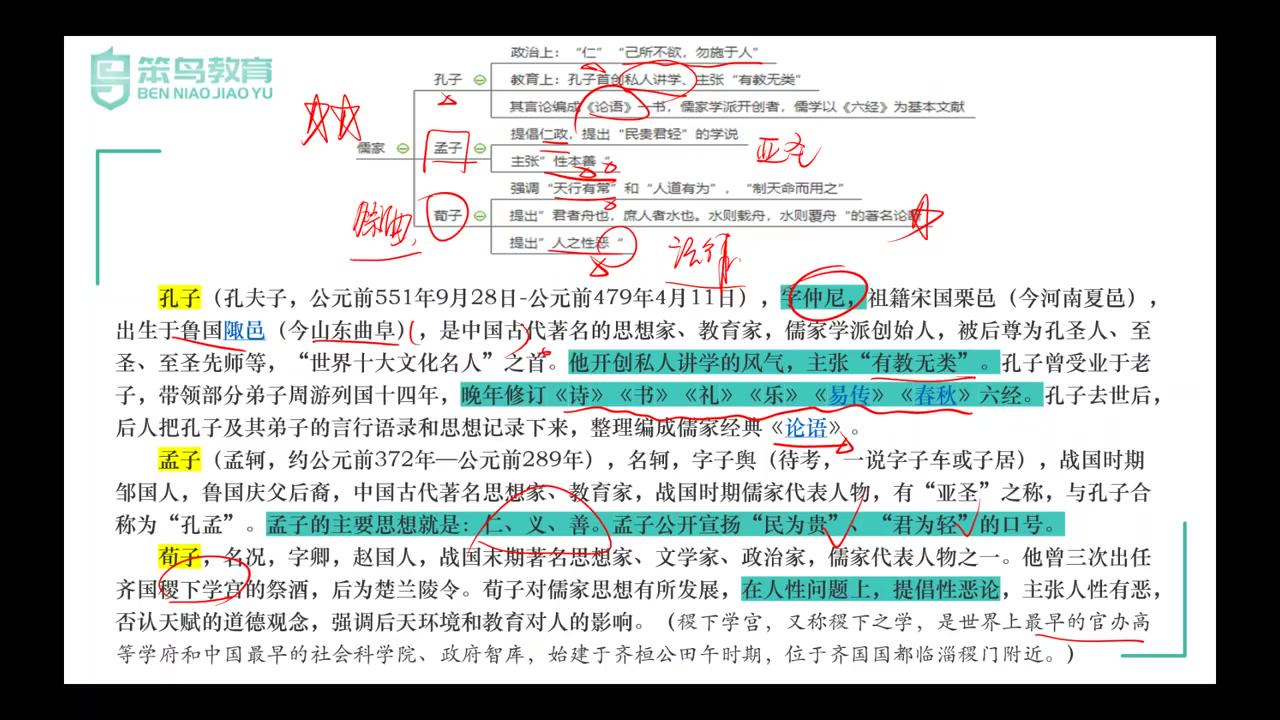 笨鸟教育
BEN NIAO JIAO YU
政治上：“仁”“己所不欲，勿施于人”
孔子
教育上：孔子首创私人讲学、主张“有教无类”
其言论编成《论语》一书，儒家学派开创者，儒学以《六经》为基本文献
提倡仁政，提出“民贵君轻”的学说
亚圣
儒家
孟子
主张”性本善“
强调“天行有常”和“人道有为”，“制天命而用之”
荀子
提出”君者舟也，庶人者水也。水则载舟，水则覆舟“的著名论断
提出”人之性恶“
孔子（孔夫子，公元前551年9月28日-公元前479年4月11日），字仲尼，祖籍宋国栗邑（今河南夏邑），
出生于鲁国陬邑（今山东曲阜），是中国古代著名的思想家、教育家，儒家学派创始人，被后尊为孔圣人、至
圣、至圣先师等，“世界十大文化名人”之首。他开创私人讲学的风气，主张“有教无类”。孔子曾受业于老
子，带领部分弟子周游列国十四年，晚年修订《诗》《书》《礼》《乐》《易传》《春秋》六经。孔子去世后，
后人把孔子及其弟子的言行语录和思想记录下来，整理编成儒家经典《论语》。
孟子（孟轲，约公元前372年—公元前289年），名轲，字子舆（待考，一说字子车或子居），战国时期
邹国人，鲁国庆父后裔，中国古代著名思想家、教育家，战国时期儒家代表人物，有“亚圣”之称，与孔子合
称为“孔孟”。孟子的主要思想就是：仁、义、善。孟子公开宣扬“民为贵”、“君为轻”的口号。
荀子，名况，字卿，赵国人，战国末期著名思想家、文学家、政治家，儒家代表人物之一。他曾三次出任
齐国稷下学宫的祭酒，后为楚兰陵令。荀子对儒家思想有所发展，在人性问题上，提倡性恶论，主张人性有恶，
否认天赋的道德观念，强调后天环境和教育对人的影响。（稷下学宫，又称稷下之学，是世界上最早的官办高
等学府和中国最早的社会科学院、政府智库，始建于齐桓公田午时期，位于齐国国都临淄稷门附近。）